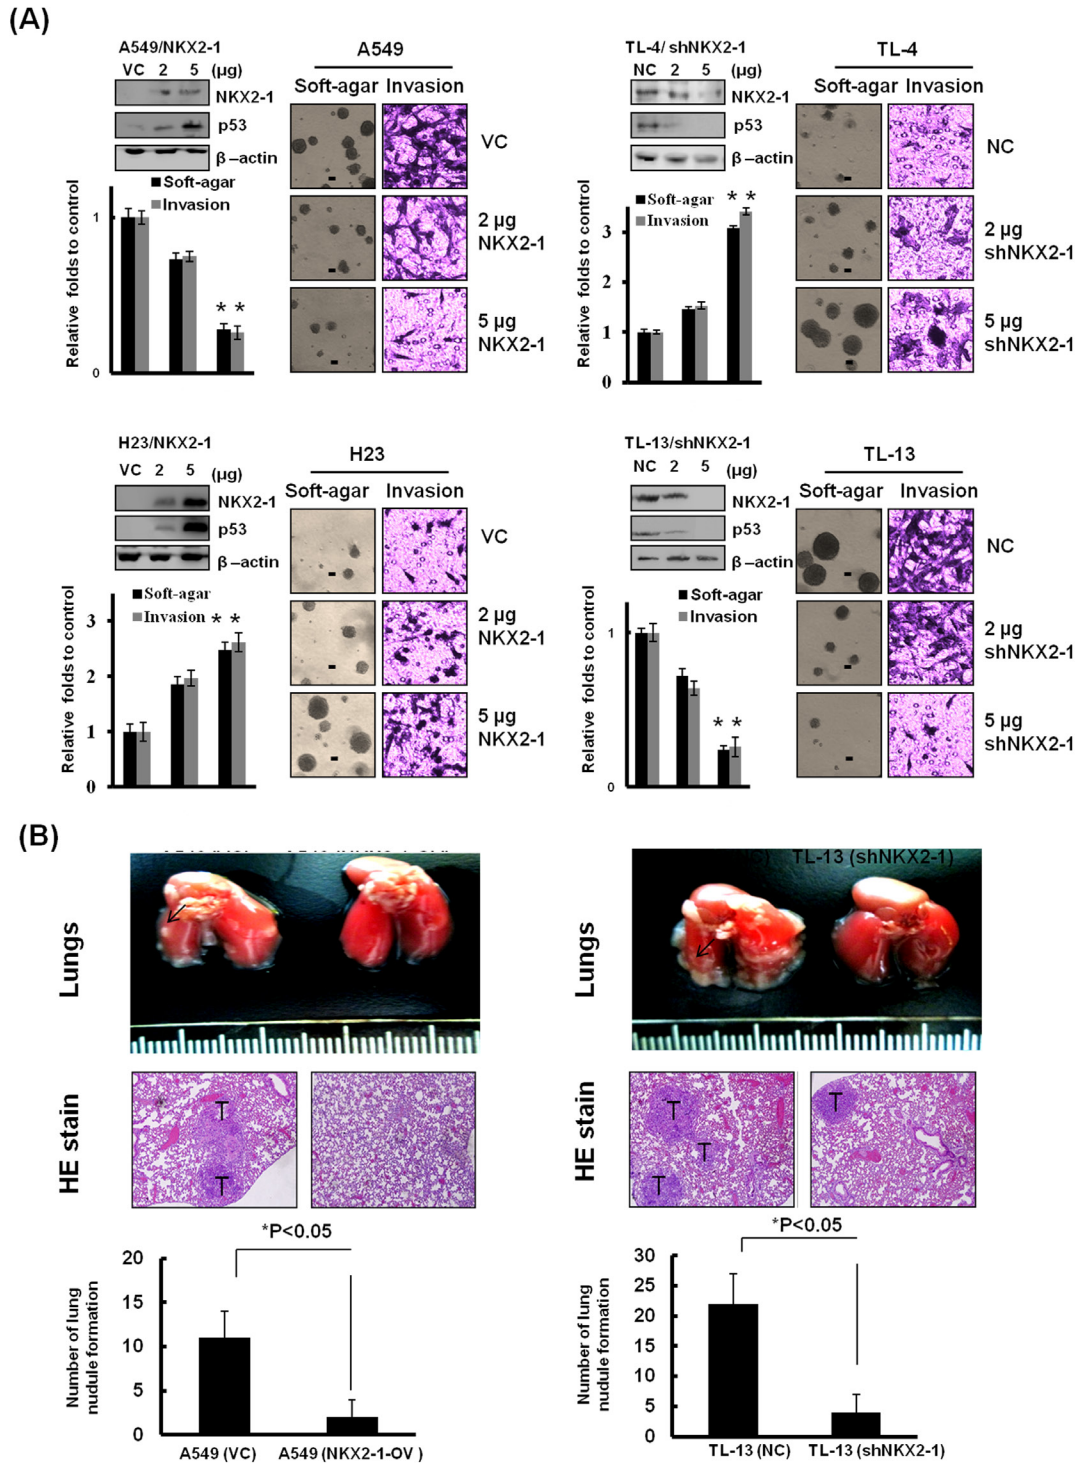 (A)
A549/NKX2-1
VC 2 5 (µg)
NKX2-1
p53
β–actin
A549
Soft-agar Invasion
VC
2 µg
NKX2-1
5 µg
NKX2-1
Relative folds to control
1
0
Soft-agar
Invasion
* *
TL-4/ shNKX2-1
NC 2 5 (µg)
NKX2-1
p53
β–actin
TL-4
Soft-agar Invasion
NC
2 µg
shNKX2-1
5 µg
shNKX2-1
Relative folds to control
3
2
1
0
Soft-agar
Invasion
* *
H23/NKX2-1
VC 2 5 (µg)
NKX2-1
p53
β–actin
H23
Soft-agar Invasion
VC
2 µg
NKX2-1
5 µg
NKX2-1
Relative folds to control
3
2
1
0
Soft-agar
Invasion
* *
TL-13/shNKX2-1
NC 2 5 (µg)
NKX2-1
p53
β–actin
TL-13
Soft-agar Invasion
NC
2 µg
shNKX2-1
5 µg
shNKX2-1
Relative folds to control
1
0
Soft-agar
Invasion
* *
(B)
Lungs
HE stain
T
T
*P<0.05
Number of lung
nudule formation
20
15
10
5
0
A549 (VC) A549 (NKX2-1-OV )
TL-13 (shNKX2-1)
Lungs
HE stain
T
T
T
T
*P<0.05
Number of lung
nudule formation
30
25
20
15
10
5
0
TL-13 (NC) TL-13 (shNKX2-1)